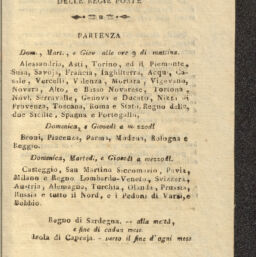 DELLE REGIE POSTE
PARTENZA
Dom., Mart., e Giov alle ore 9 di mattina.
Alessandria, Asti, Torino, ed il Piemonte,
Susa, Savoja, Francia, Inghilterra, Acqui, Ca-
sale, Vercelli, Vilenza, Mortara, Vigevano,
Novara, Alto, e Basso Novarese, Tortona,
Novi, Serravalle, Genova e Ducato, Nizza
Provenza, Toscana, Roma e Stato, Regno delle
due Sicilie, Spagna e Portogallo.
Domenica, e Giovedì a mezzodì.
Broni, Piacenza, Parma, Modena, Bologna e
Reggio.
Domenica, Martedì, e Giovedì a mezzodì.
Casteggio, San Martino Siccomario, Pavia,
Milano e Regno Lombardo-Veneto, Svizzera,
Austria, Alemagna, Turchia, Olanda, Prussia,
Russia e tutto il Nord, e i Pedoni di Varsi, e
Bobbio.
Regno di Sardegna. -- alla metà,
e fine di cadun mese
Isola di Capraja. - verso il fine d'ogni mese